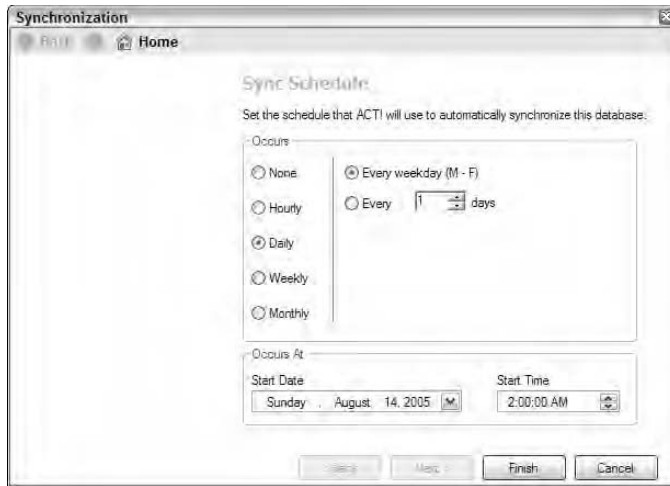 Synchronization
Back Home
Sync Schedule
Set the schedule that ACT! will use to automatically synchronize this database.
Occurs
None
Every weekday (M - F)
Hourly
Every 1 days
Daily
Weekly
Monthly
Occurs At
Start Date Start Time
Sunday , August 14, 2005 2:00:00 AM
Next > Finish Cancel